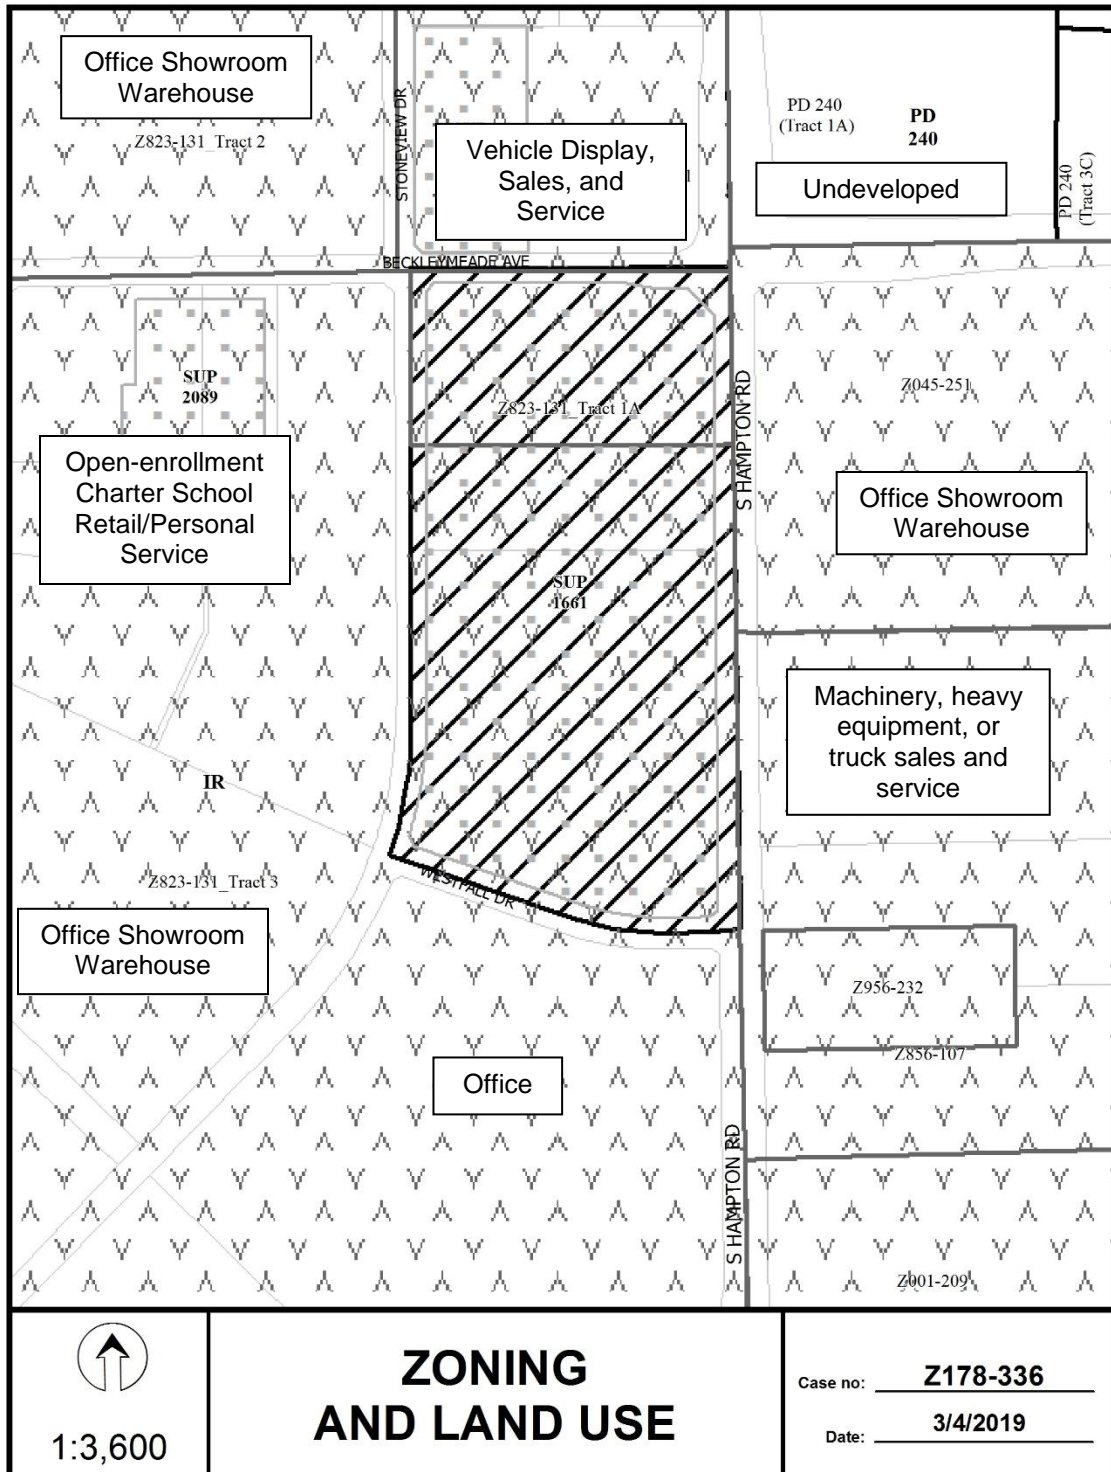 Office Showroom
Warehouse
Z823-131_Tract 2
STONEVIEW DR
Vehicle Display,
Sales, and
Service
1
PD 240
(Tract 1A)
PD
240
PD 240
(Tract 3C)
Undeveloped
BECKLEYMEADE AVE
SUP
2089
Z823-131_Tract 1A
S HAMPTON RD
Z045-251
Open-enrollment
Charter School
Retail/Personal
Service
Office Showroom
Warehouse
SUP
1661
Machinery, heavy
equipment, or
truck sales and
service
IR
Z823-131_Tract 3
WESTFALL DR
Office Showroom
Warehouse
Z956-232
Z856-107
Office
S HAMPTON RD
Z001-209
1:3,600
ZONING
AND LAND USE
Case no: Z178-336
Date: 3/4/2019